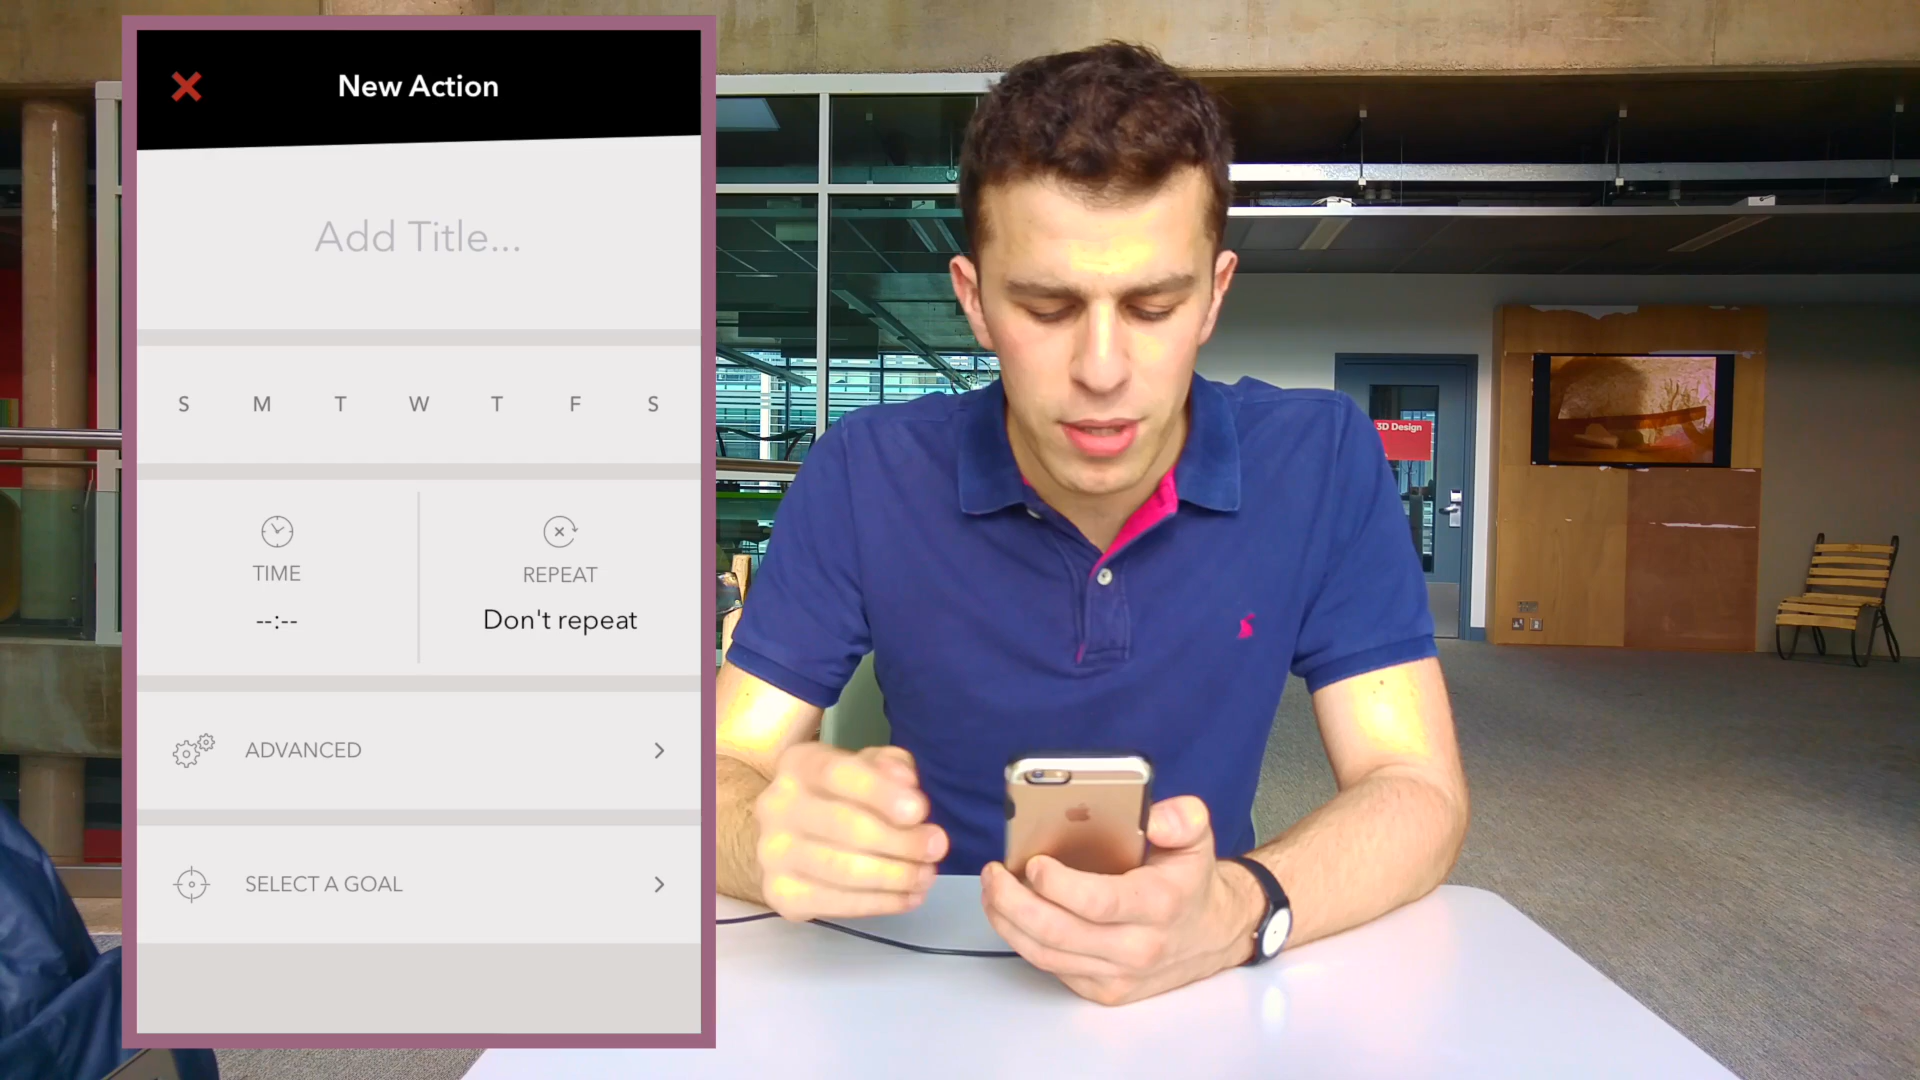 New Action
Add Title...
S M T W T F S
TIME
--:--
REPEAT
Don't repeat
ADVANCED
SELECT A GOAL
3D Design